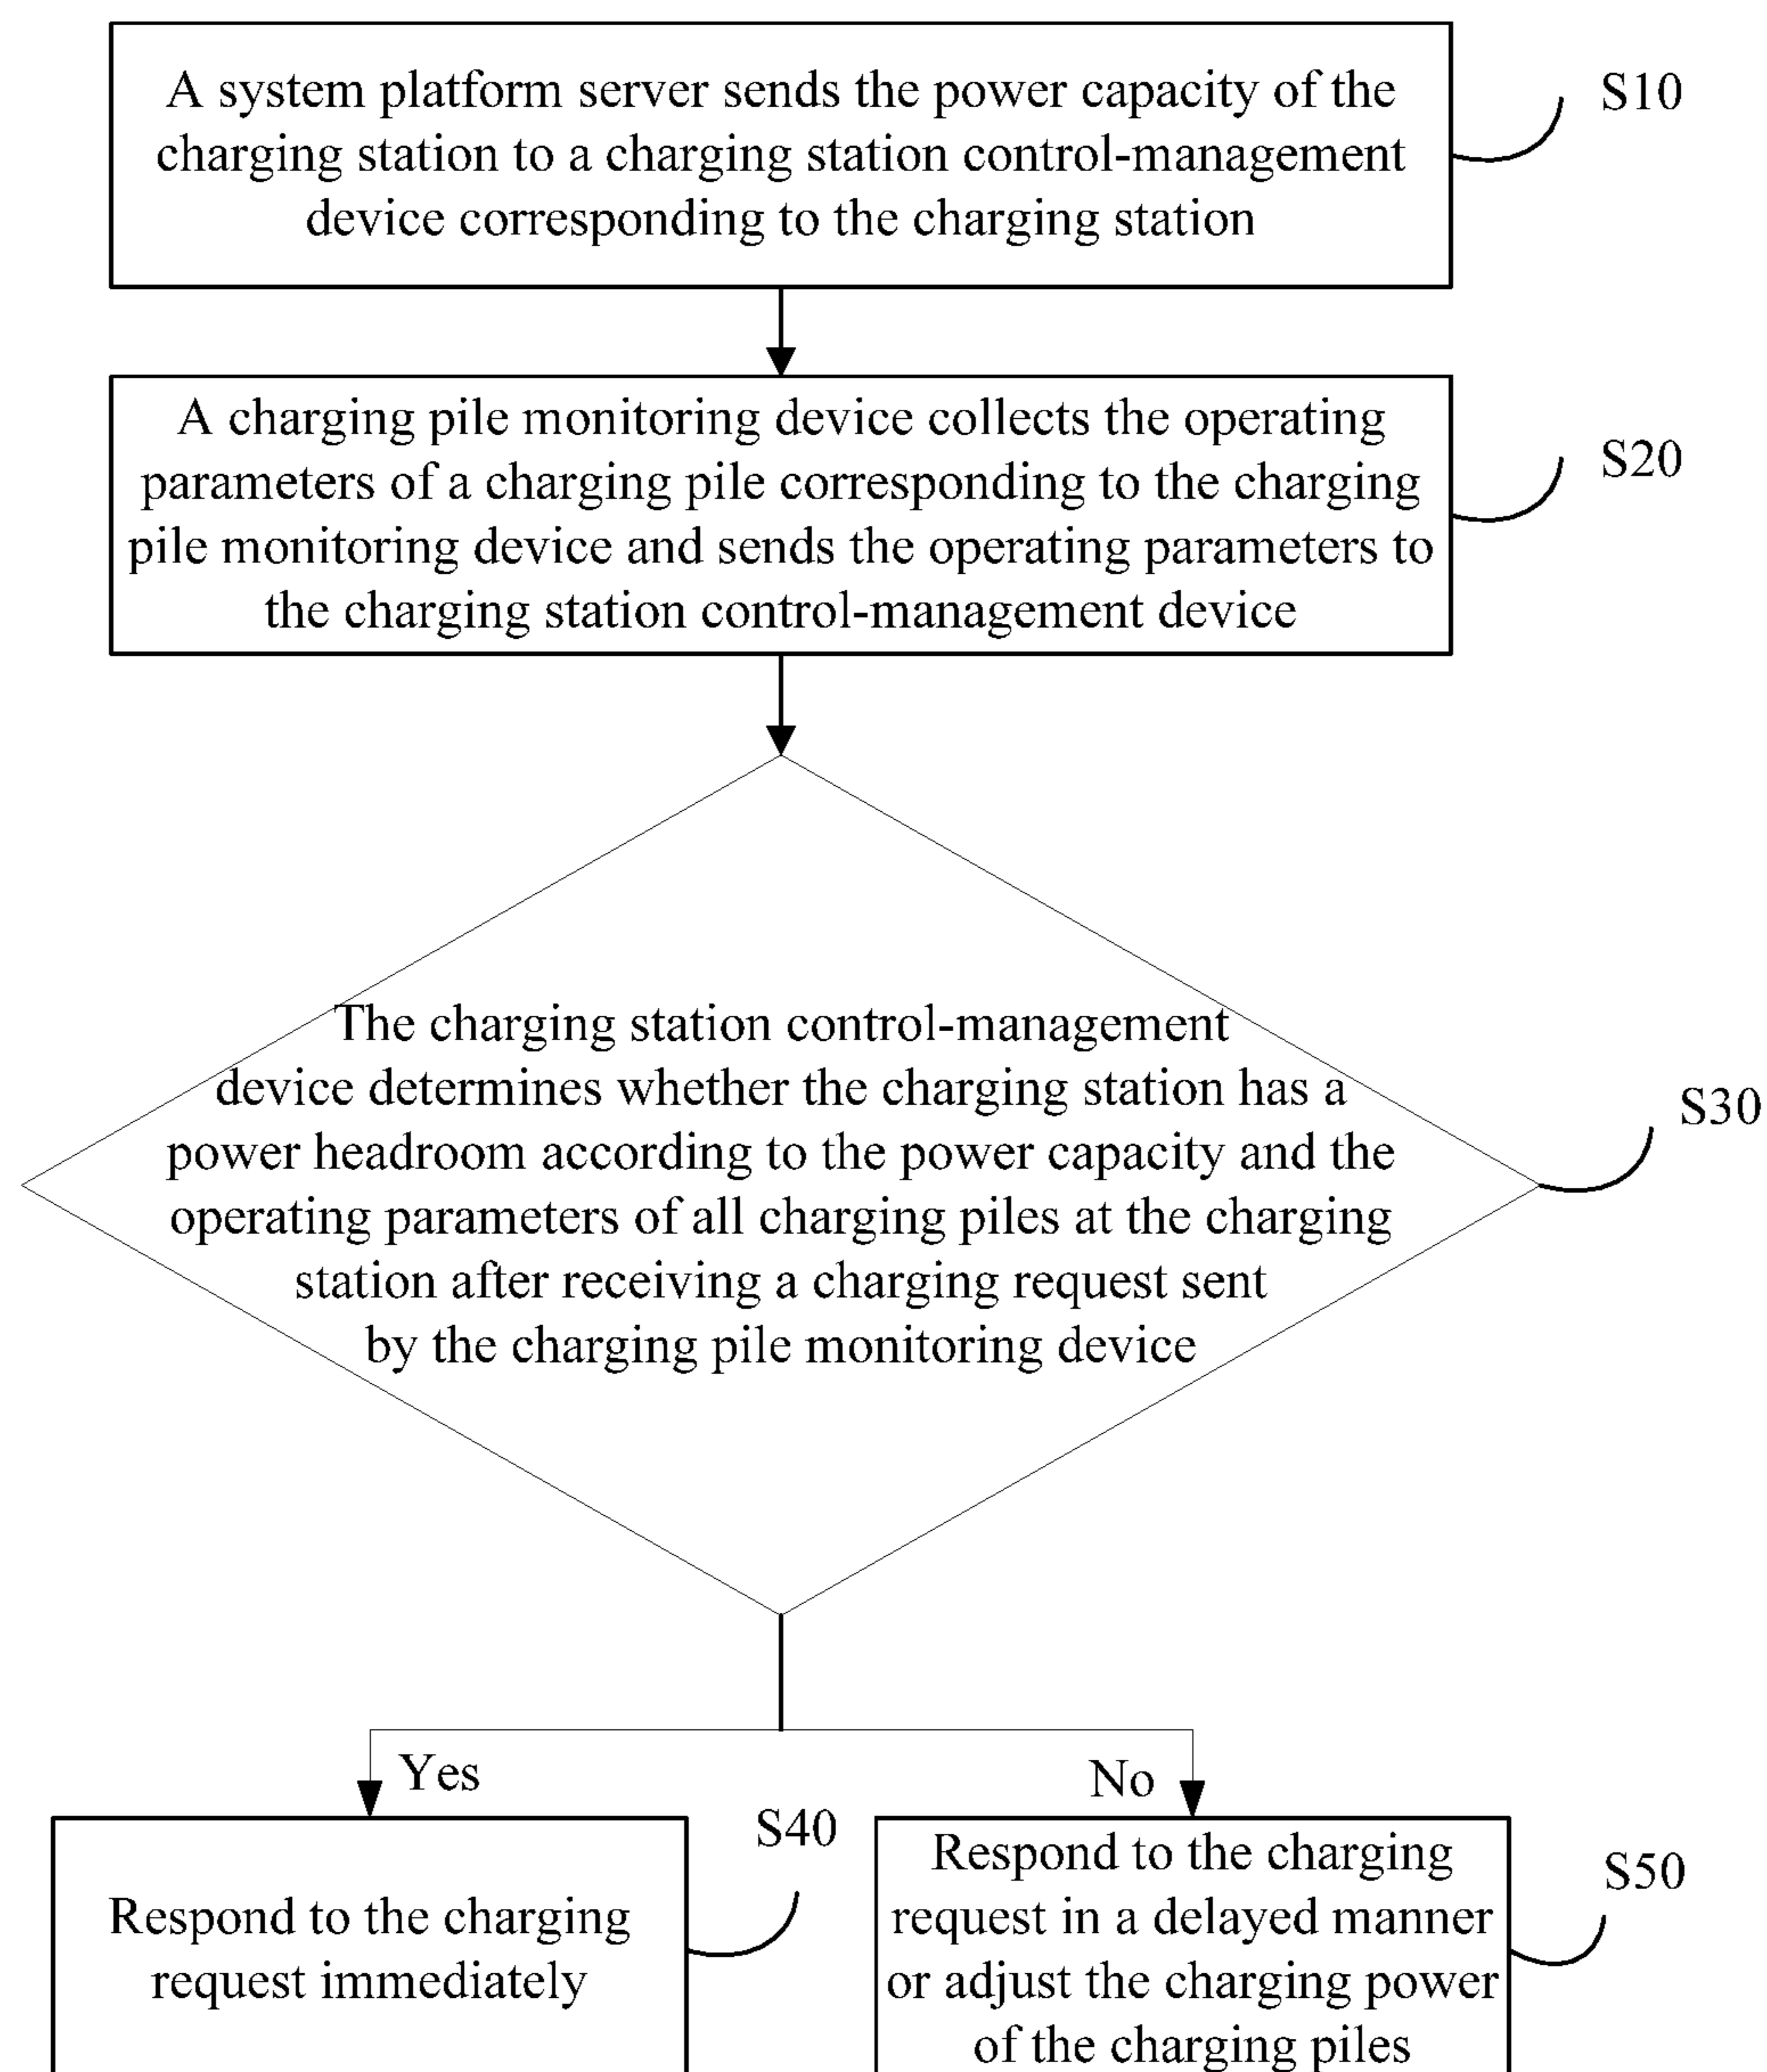 A system platform server sends the power capacity of the
charging station to a charging station control-management
device corresponding to the charging station
S10
A charging pile monitoring device collects the operating
parameters of a charging pile corresponding to the charging
pile monitoring device and sends the operating parameters to
the charging station control-management device
S20
The charging station control-management
device determines whether the charging station has a
power headroom according to the power capacity and the
operating parameters of all charging piles at the charging
station after receiving a charging request sent
by the charging pile monitoring device
S30
Yes
No
Respond to the charging
request immediately
S40
Respond to the charging
request in a delayed manner
or adjust the charging power
of the charging piles
S50